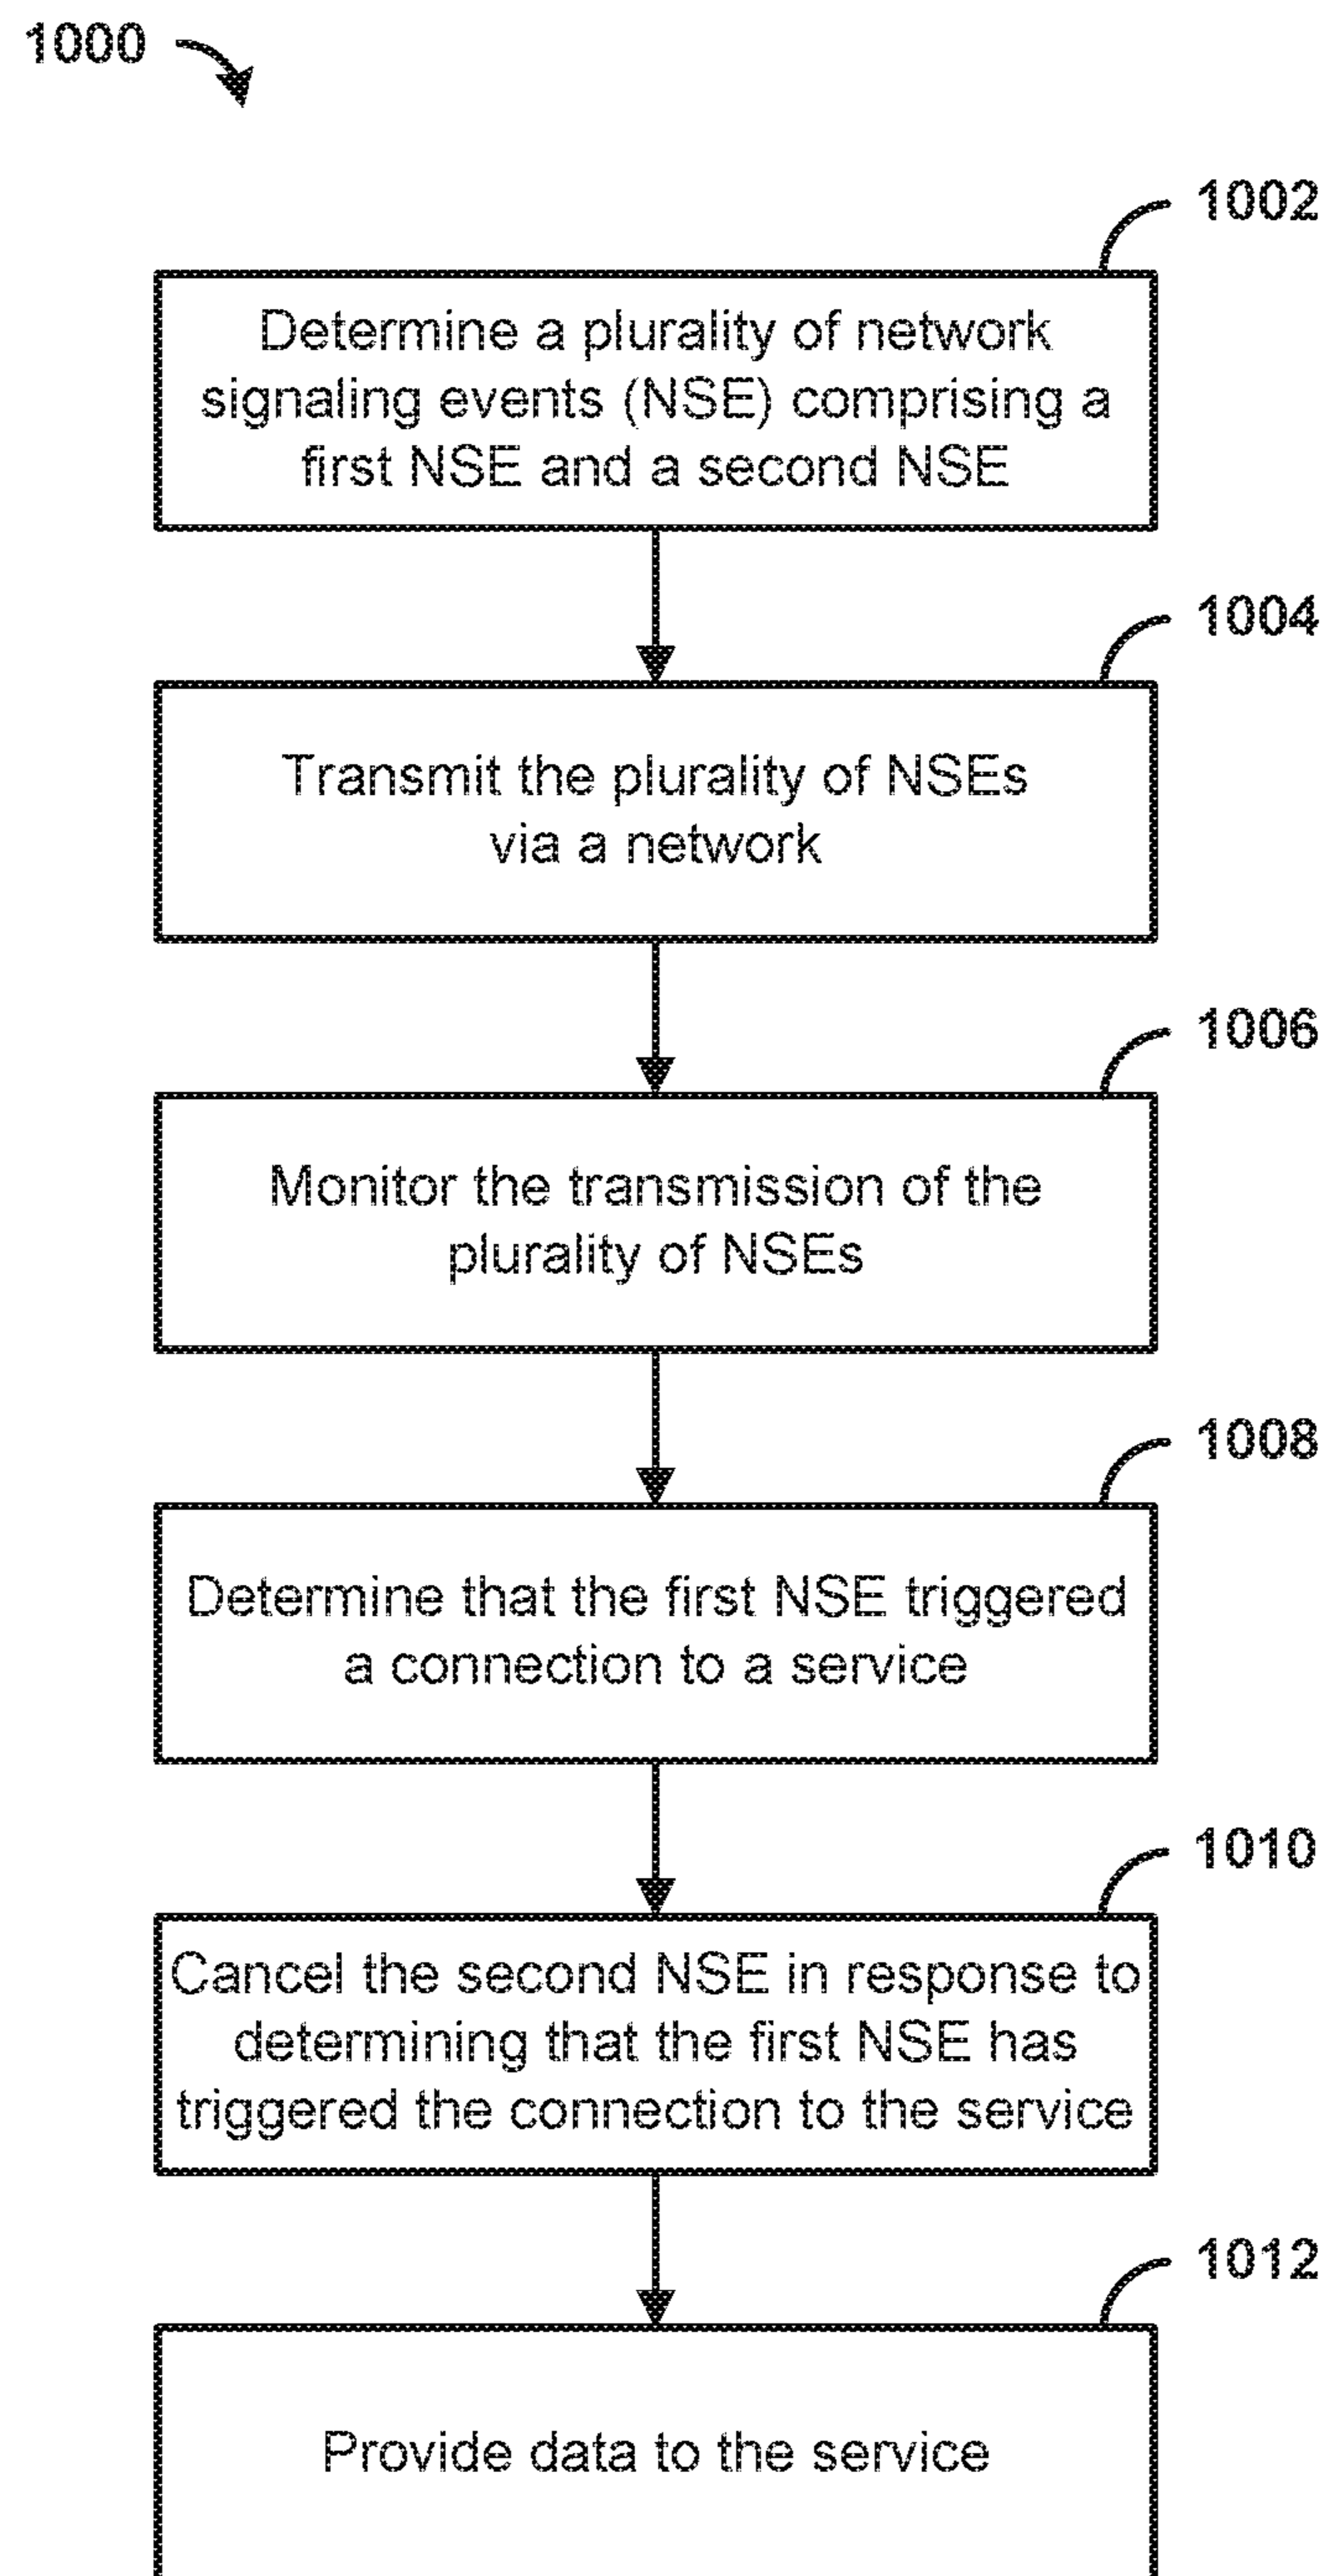 1000
1002
Determine a plurality of network
signaling events (NSE) comprising a
first NSE and a second NSE
1004
Transmit the plurality of NSEs
via a network
1006
Monitor the transmission of the
plurality of NSEs
1008
Determine that the first NSE triggered
a connection to a service
1010
Cancel the second NSE in response to
determining that the first NSE has
triggered the connection to the service
1012
Provide data to the service